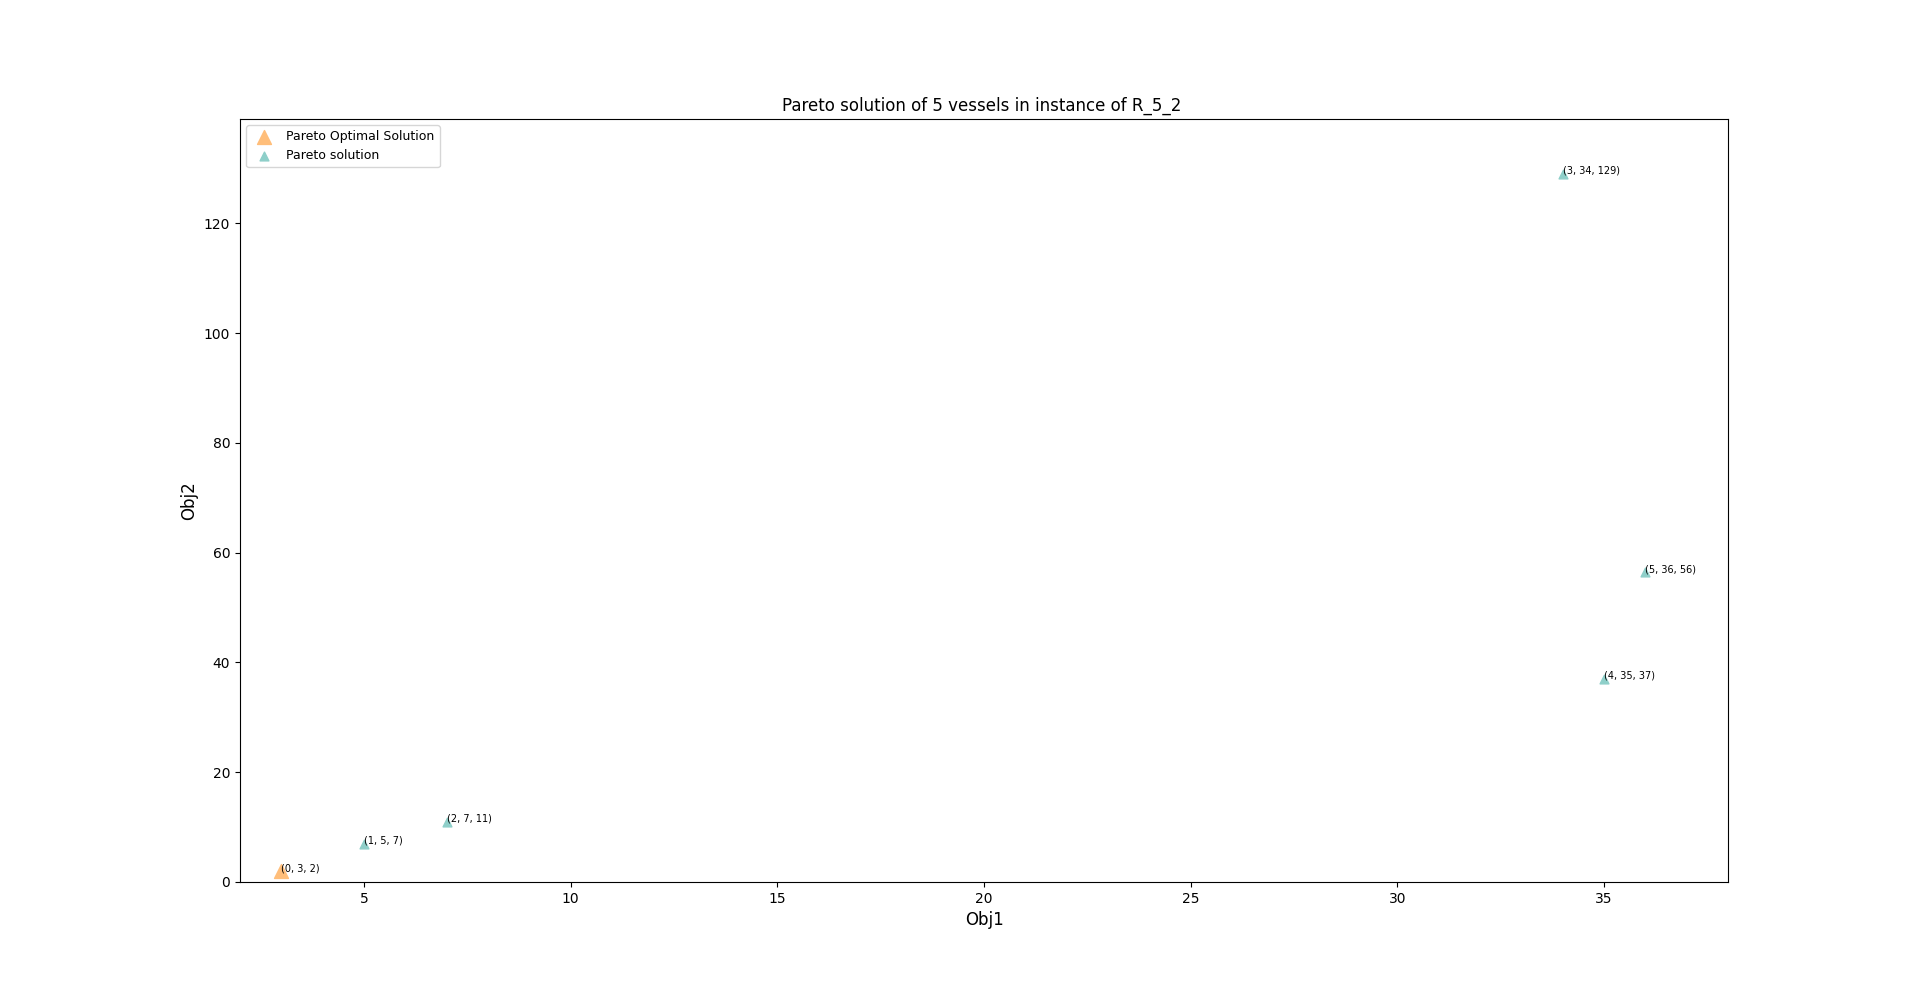 Pareto solution of 5 vessels in instance of R_5_2
Pareto Optimal Solution
Pareto solution
(3, 34, 129)
(5, 36, 56)
(4, 35, 37)
(2, 7, 11)
(1, 5, 7)
(0, 3, 2)
120
100
80
60
40
20
0
Obj2
5 10 15 20 25 30 35
Obj1